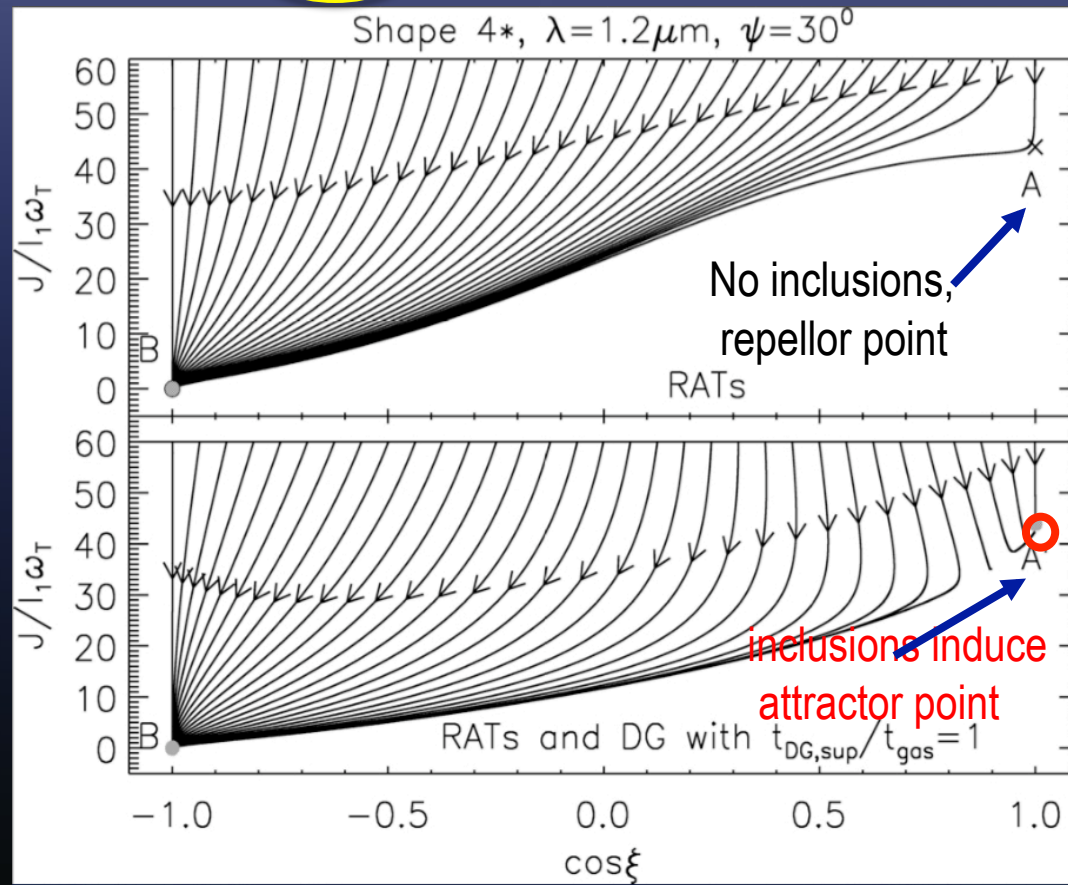 Shape 4*, λ=1.2μm, ψ=30⁰
60
50
40
30
20
10
0
J/I₁ω_T
A
B
No inclusions,
repellor point
RATs
60
50
40
30
20
10
0
J/I₁ω_T
A
B
inclusions induce
attractor point
RATs and DG with t_DG,sup/t_gas=1
−1.0 −0.5 0.0 0.5 1.0
cosξ